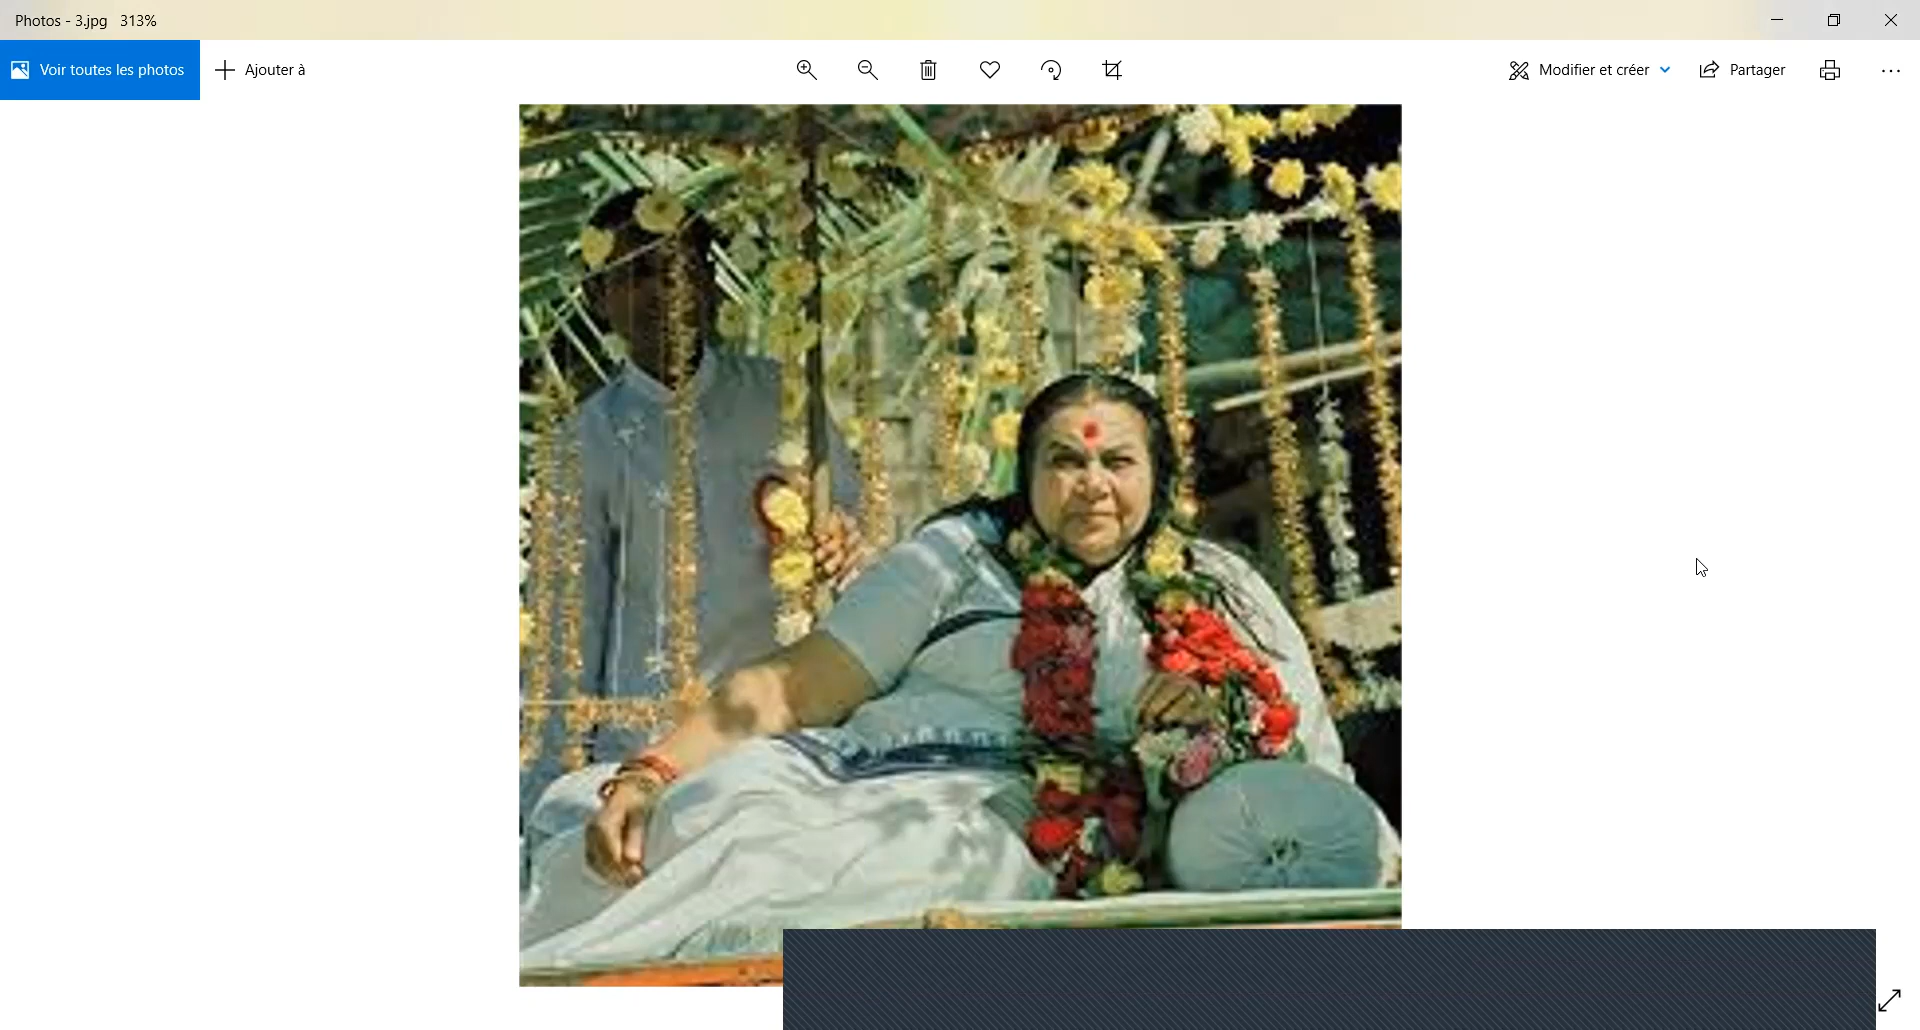 Photos - 3.jpg 313%
Voir toutes les photos
Ajouter à
Modifier et créer
Partager